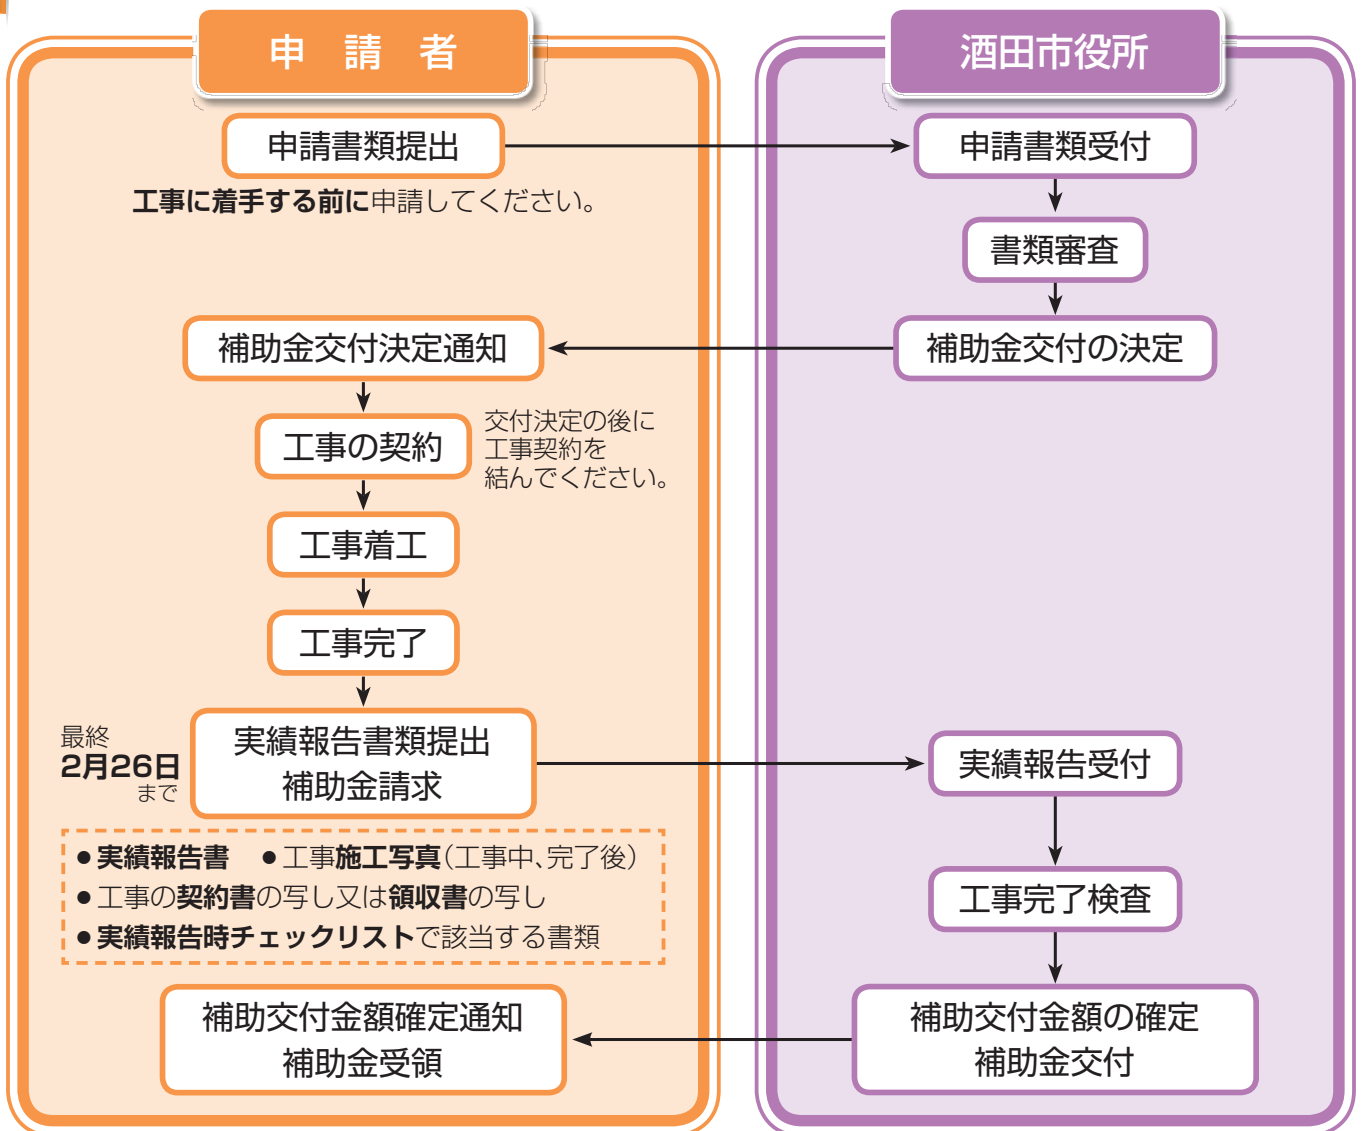 申 請 者
酒田市役所
申請書類提出
申請書類受付
工事に着手する前に申請してください。
書類審査
補助金交付決定通知
補助金交付の決定
工事の契約
交付決定の後に
工事契約を
結んでください。
工事着工
工事完了
最終
2月26日
まで
実績報告書類提出
補助金請求
実績報告受付
●実績報告書 ●工事施工写真(工事中、完了後)
●工事の契約書の写し又は領収書の写し
●実績報告時チェックリストで該当する書類
工事完了検査
補助交付金額確定通知
補助金受領
補助交付金額の確定
補助金交付